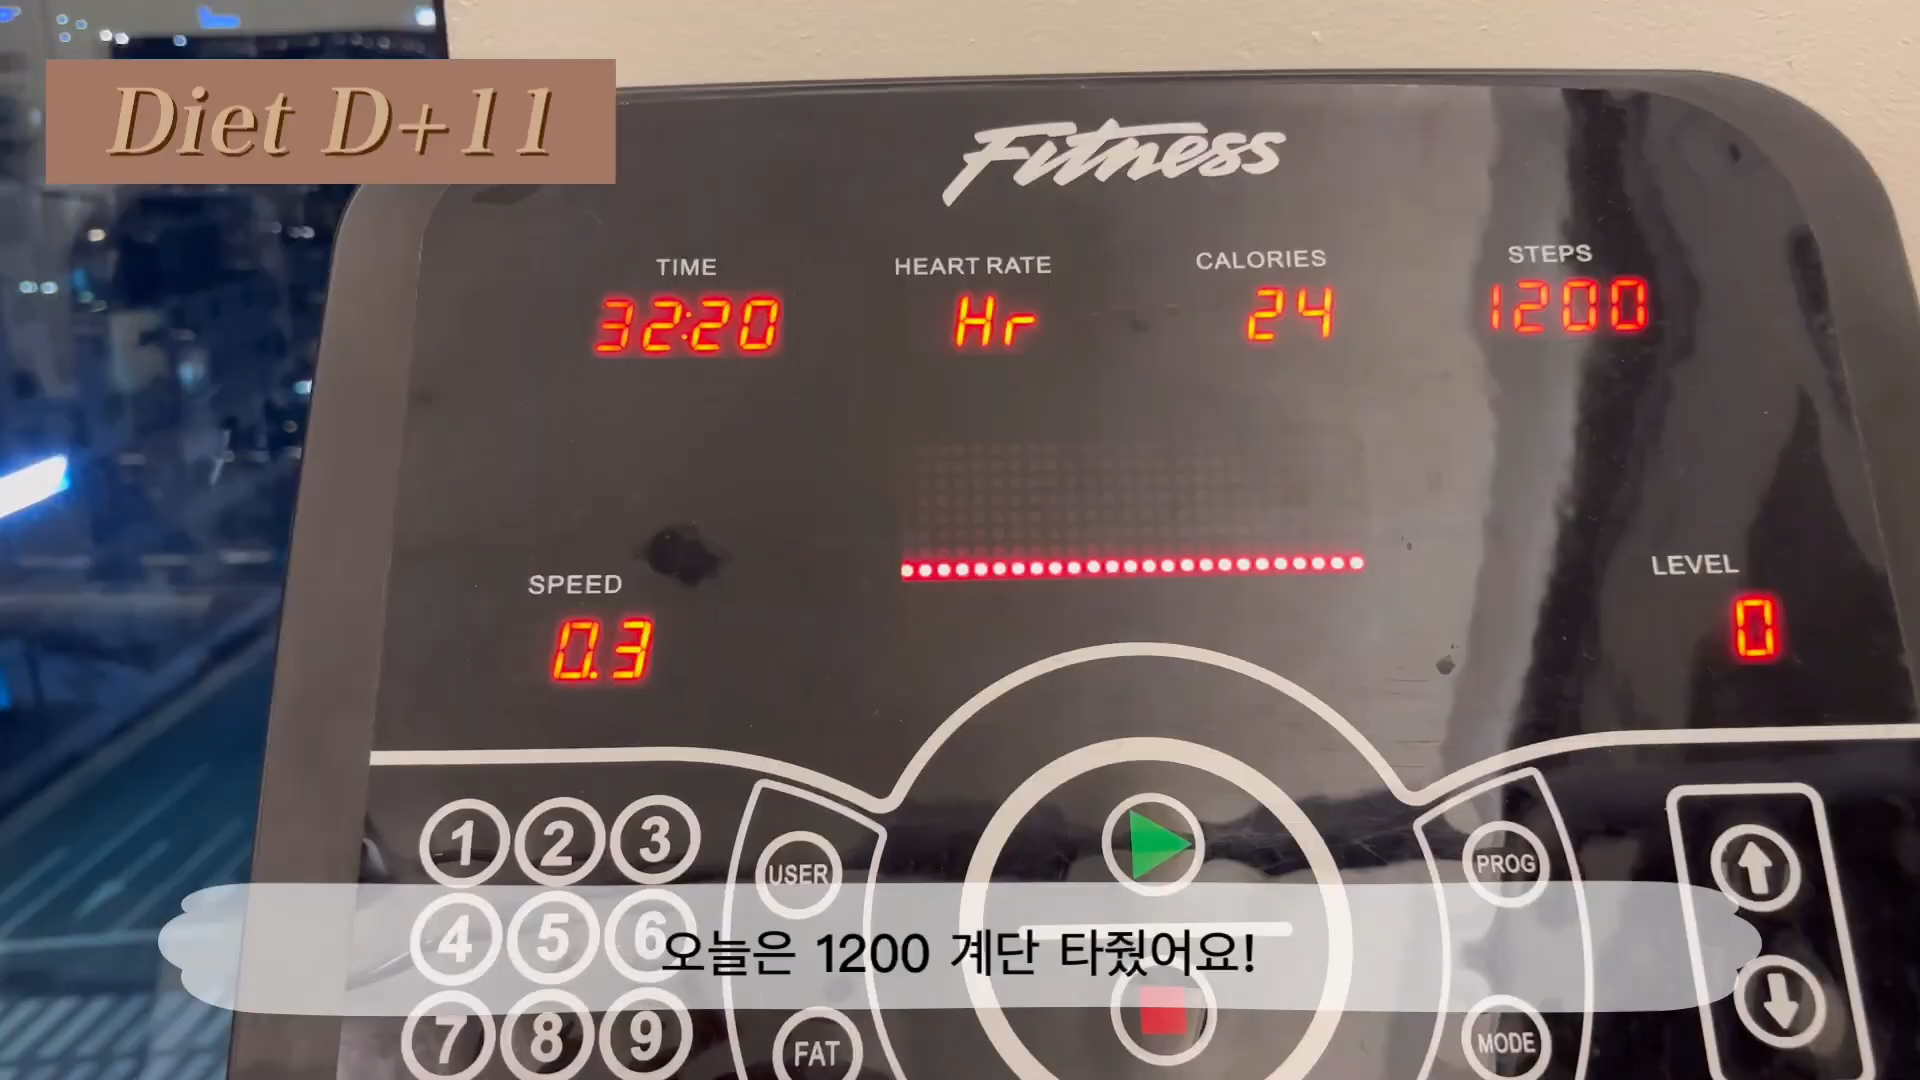 Diet D+11
Fitness
TIME
HEART RATE
CALORIES
STEPS
32:20
Hr
24
1200
SPEED
LEVEL
0.3
0
1 2 3
USER
PROG
4 5 6
오늘은 1200 계단 타줬어요!
7 8 9
FAT
MODE